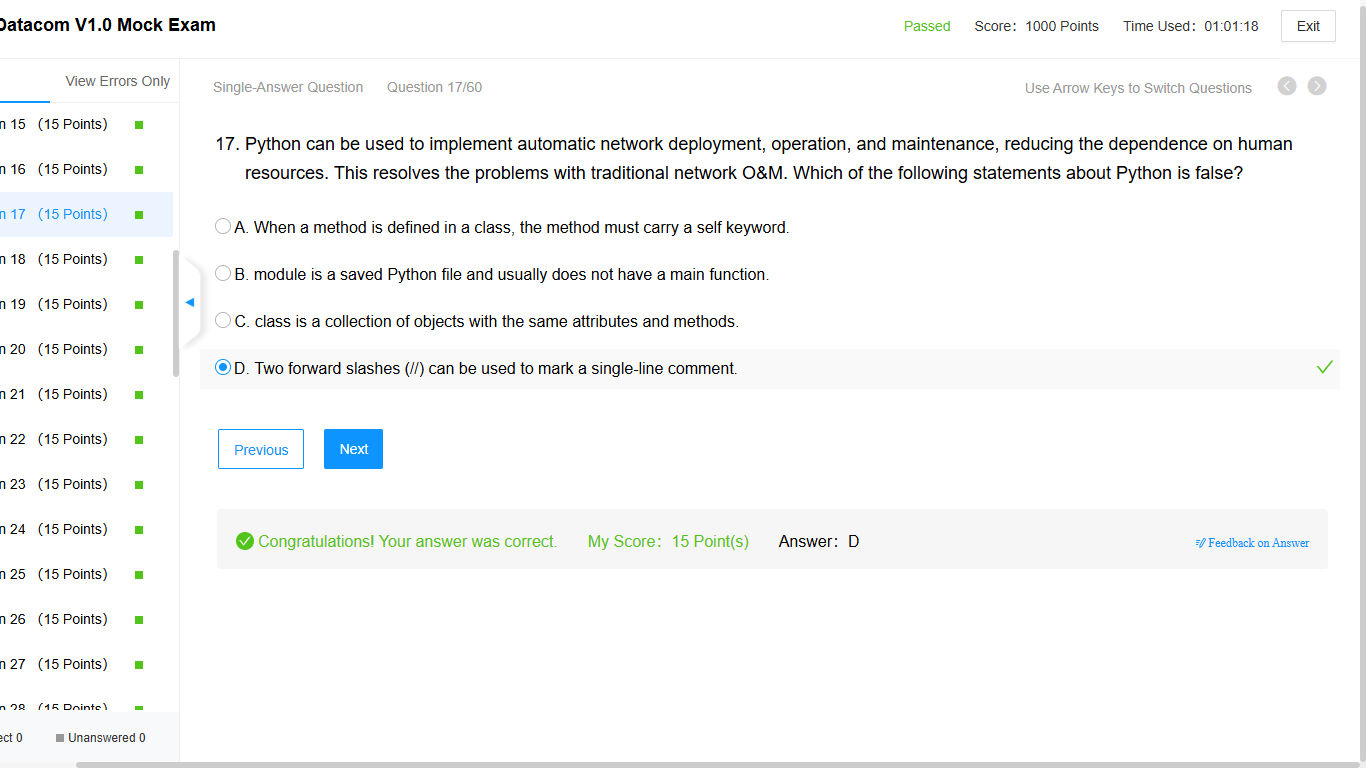 Datacom V1.0 Mock Exam
Passed Score: 1000 Points Time Used: 01:01:18 Exit
View Errors Only
Single-Answer Question Question 17/60 Use Arrow Keys to Switch Questions
n 15 (15 Points)
n 16 (15 Points)
n 17 (15 Points)
n 18 (15 Points)
n 19 (15 Points)
n 20 (15 Points)
n 21 (15 Points)
n 22 (15 Points)
n 23 (15 Points)
n 24 (15 Points)
n 25 (15 Points)
n 26 (15 Points)
n 27 (15 Points)
n 28 (15 Points)
ect 0 Unanswered 0
17. Python can be used to implement automatic network deployment, operation, and maintenance, reducing the dependence on human
resources. This resolves the problems with traditional network O&M. Which of the following statements about Python is false?
A. When a method is defined in a class, the method must carry a self keyword.
B. module is a saved Python file and usually does not have a main function.
C. class is a collection of objects with the same attributes and methods.
D. Two forward slashes (//) can be used to mark a single-line comment.
Previous Next
Congratulations! Your answer was correct. My Score: 15 Point(s) Answer: D Feedback on Answer